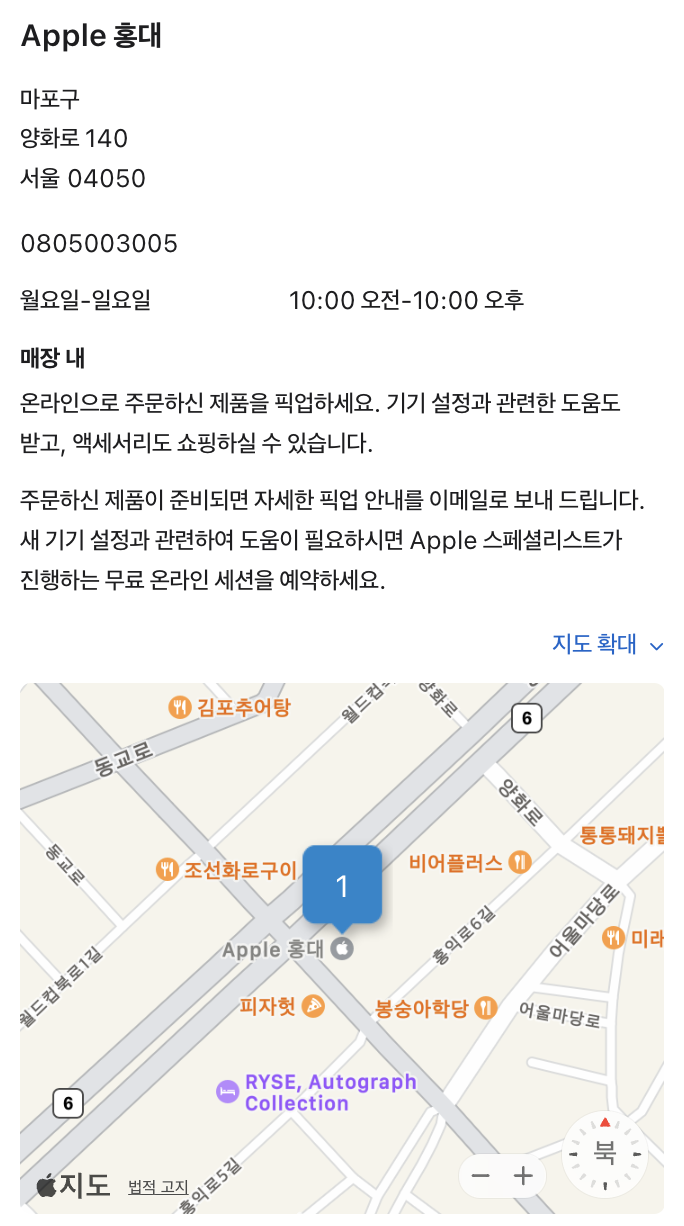 Apple 홍대
마포구
양화로 140
서울 04050
0805003005
월요일-일요일 10:00 오전-10:00 오후
매장 내
온라인으로 주문하신 제품을 픽업하세요. 기기 설정과 관련한 도움도
받고, 액세서리도 쇼핑하실 수 있습니다.
주문하신 제품이 준비되면 자세한 픽업 안내를 이메일로 보내 드립니다.
새 기기 설정과 관련하여 도움이 필요하시면 Apple 스페셜리스트가
진행하는 무료 온라인 세션을 예약하세요.
지도 확대
김포추어탕
양화로
6
동교로
양화로
통통돼지
동교로
조선화로구이
1
비어플러스
어울마당로
미래
Apple 홍대
홍익로6길
월드컵북로1길
피자헛
봉숭아학당
어울마당로
RYSE, Autograph
Collection
6
북
지도
법적 고지
홍익로5길